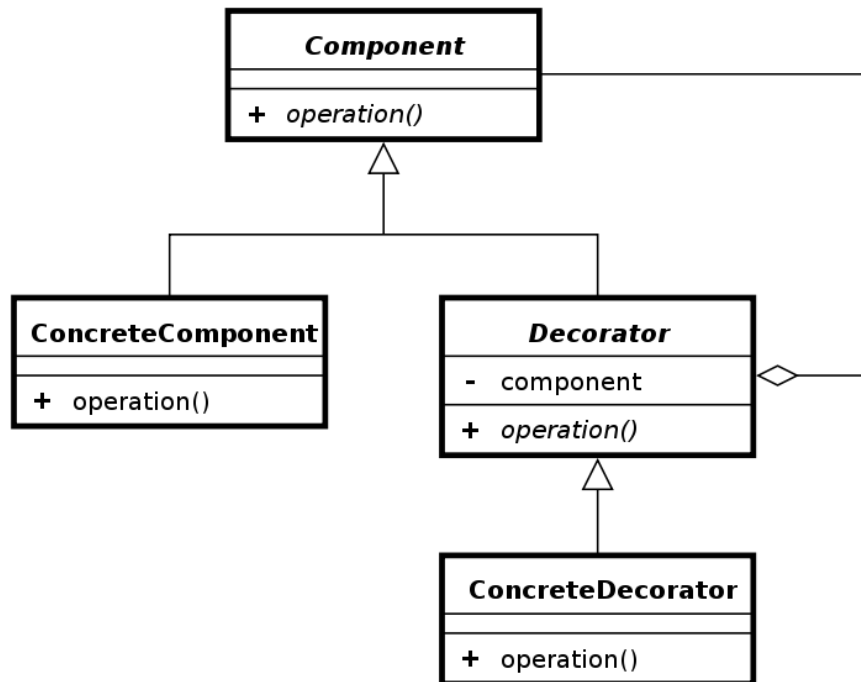 Component
+ operation()
ConcreteComponent
+ operation()
Decorator
- component
+ operation()
ConcreteDecorator
+ operation()